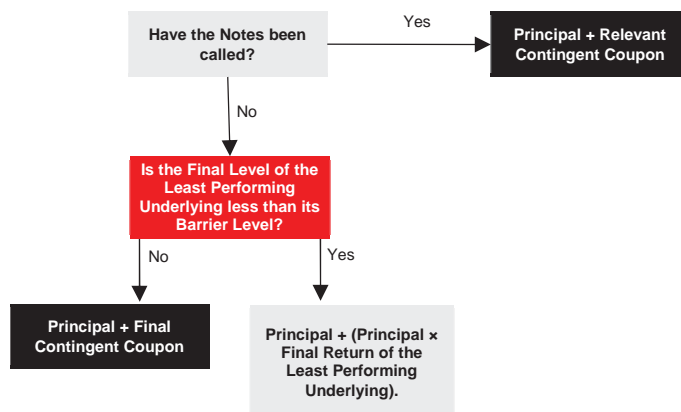 Have the Notes been
called?
Yes
Principal + Relevant
Contingent Coupon
No
Is the Final Level of the
Least Performing
Underlying less than its
Barrier Level?
No
Yes
Principal + Final
Contingent Coupon
Principal + (Principal ×
Final Return of the
Least Performing
Underlying).